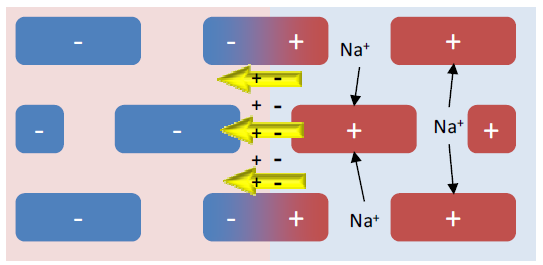 - - + +
+ -
Na⁺
+ -
- - + - + Na⁺ +
+ -
+ -
Na⁺
- - + +